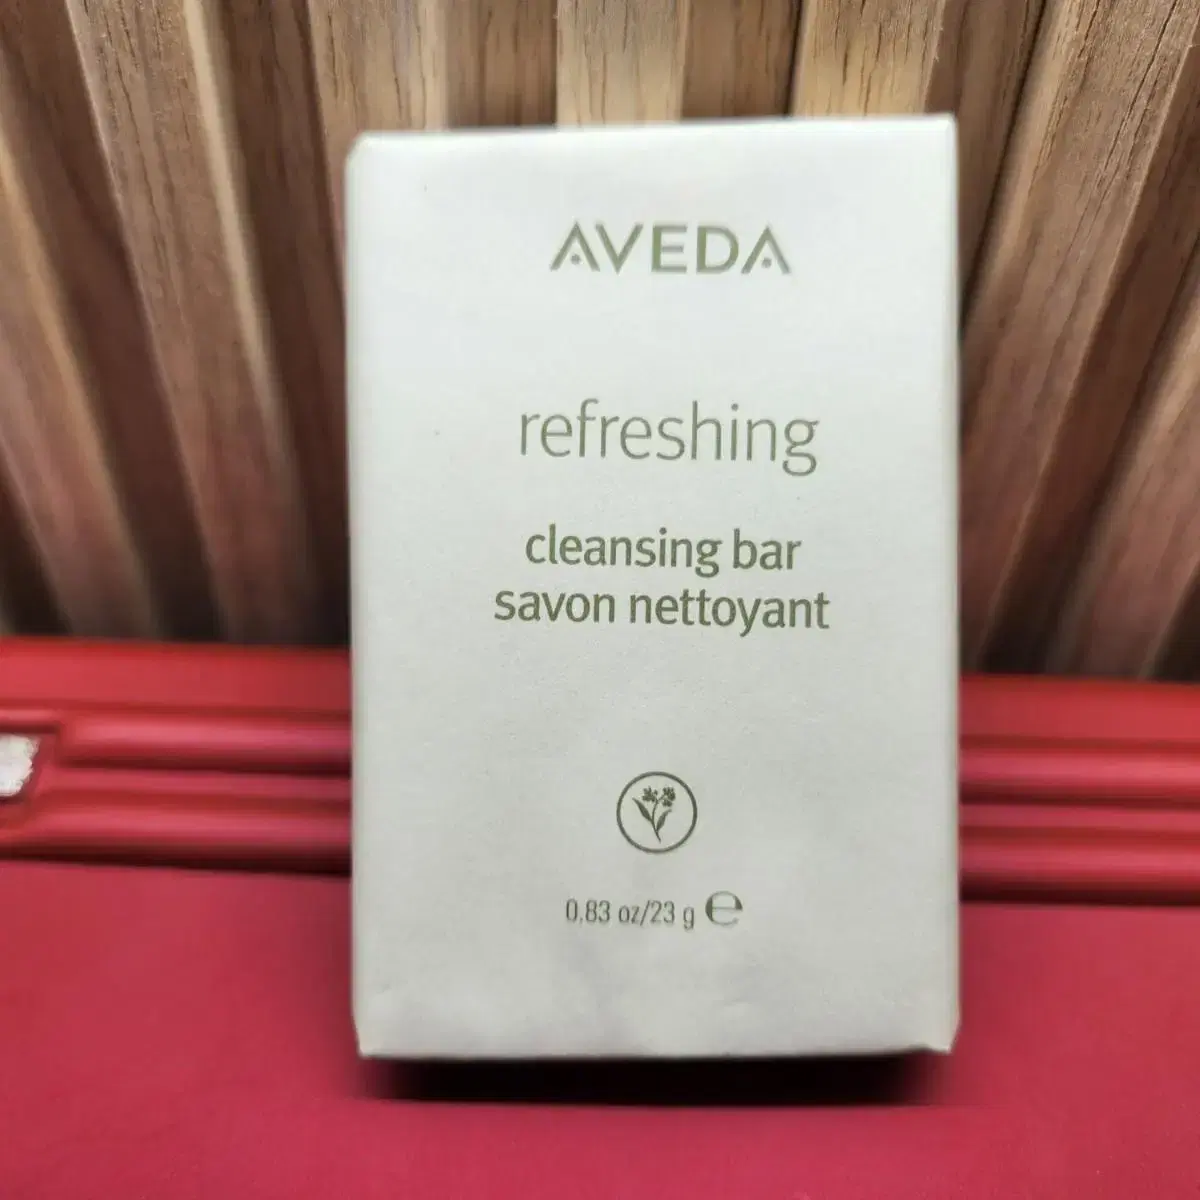 AVEDA
refreshing
cleansing bar
savon nettoyant
0.83 oz/23 g ℮